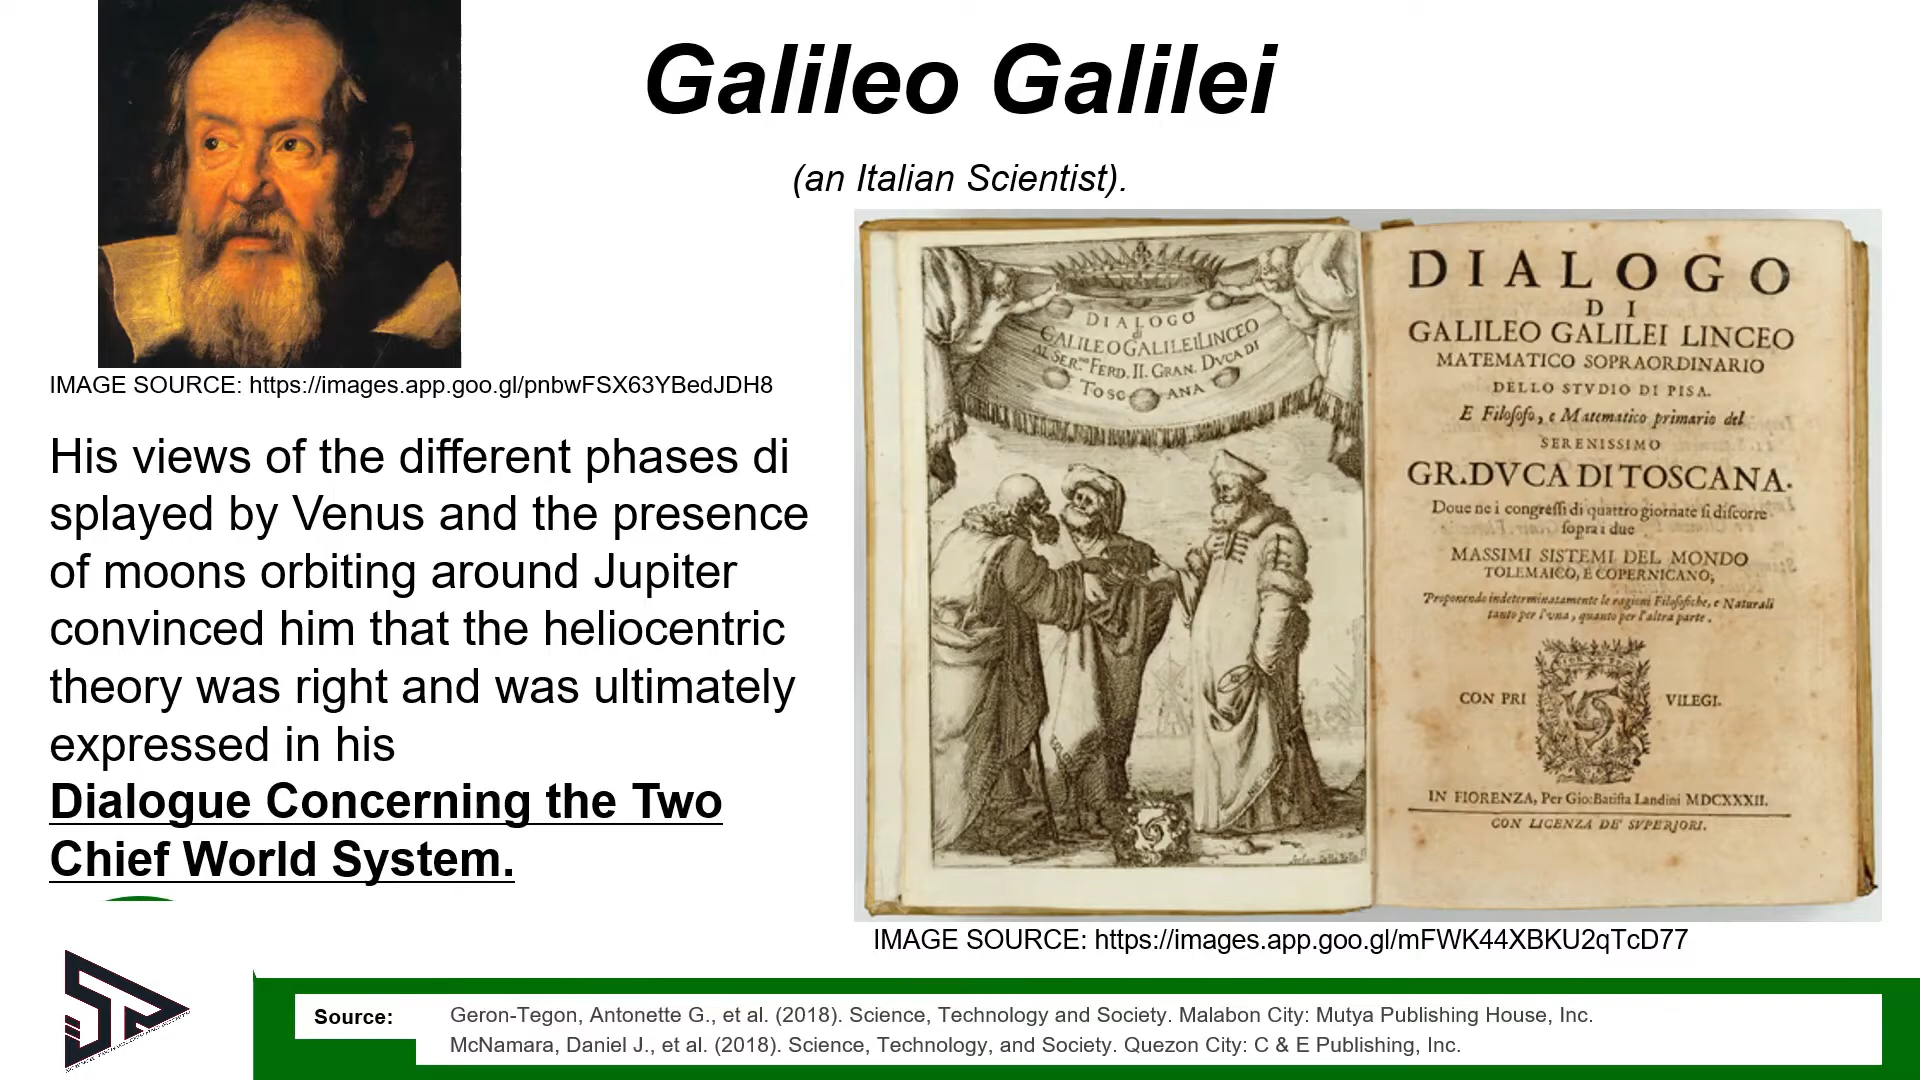 Galileo Galilei
(an Italian Scientist).
IMAGE SOURCE: https://images.app.goo.gl/pnbwFSX63YBedJDH8
His views of the different phases di
splayed by Venus and the presence
of moons orbiting around Jupiter
convinced him that the heliocentric
theory was right and was ultimately
expressed in his
Dialogue Concerning the Two
Chief World System.
DIALOGO
di
GALILEO GALILEI LINCEO
AL SER.mo FERD. II. GRAN. DVCA DI
TOSCANA
DIALOGO
DI
GALILEO GALILEI LINCEO
MATEMATICO SOPRAORDINARIO
DELLO STVDIO DI PISA.
E Filosofo, e Matematico primario del
SERENISSIMO
GR.DVCA DI TOSCANA.
Doue ne i congressi di quattro giornate si discorre
sopra i due
MASSIMI SISTEMI DEL MONDO
TOLEMAICO, E COPERNICANO;
Proponendo indeterminatamente le ragioni Filosofiche, e Naturali
tanto per l'vna, quanto per l'altra parte.
CON PRI VILEGI.
IN FIORENZA, Per Gio:Batista Landini MDCXXXII.
CON LICENZA DE' SVPERIORI.
IMAGE SOURCE: https://images.app.goo.gl/mFWK44XBKU2qTcD77
Source:
Geron-Tegon, Antonette G., et al. (2018). Science, Technology and Society. Malabon City: Mutya Publishing House, Inc.
McNamara, Daniel J., et al. (2018). Science, Technology, and Society. Quezon City: C & E Publishing, Inc.